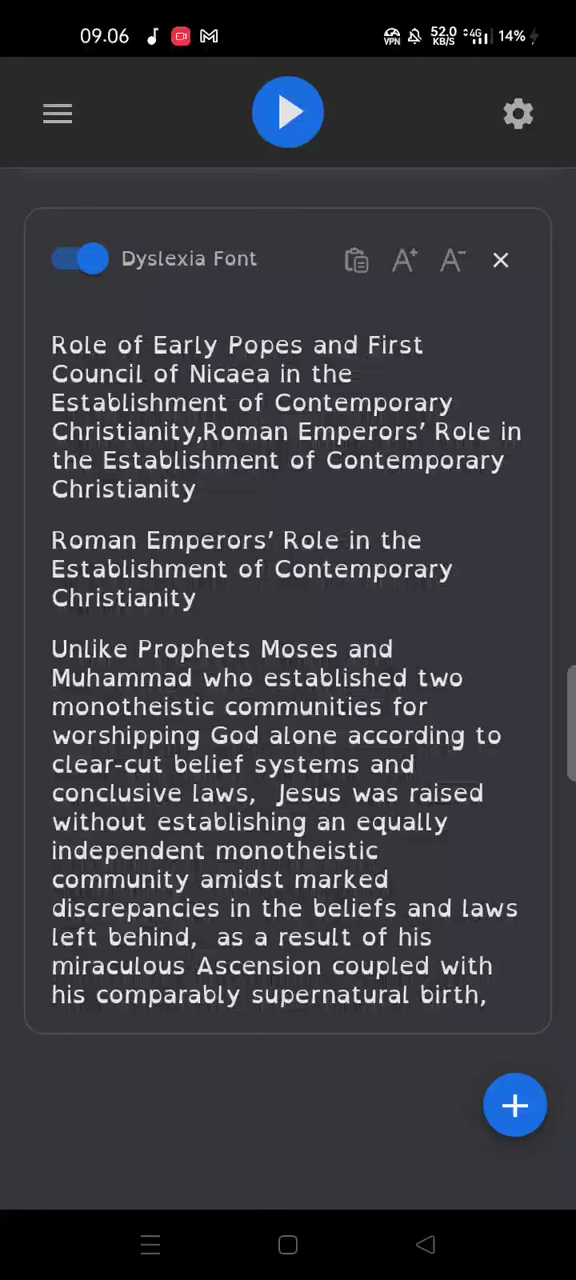 09.06
VPN
52.0
KB/S
4G
14%
Dyslexia Font
A+
A-
Role of Early Popes and First
Council of Nicaea in the
Establishment of Contemporary
Christianity,Roman Emperors’ Role in
the Establishment of Contemporary
Christianity
Roman Emperors’ Role in the
Establishment of Contemporary
Christianity
Unlike Prophets Moses and
Muhammad who established two
monotheistic communities for
worshipping God alone according to
clear-cut belief systems and
conclusive laws,  Jesus was raised
without establishing an equally
independent monotheistic
community amidst marked
discrepancies in the beliefs and laws
left behind,  as a result of his
miraculous Ascension coupled with
his comparably supernatural birth,